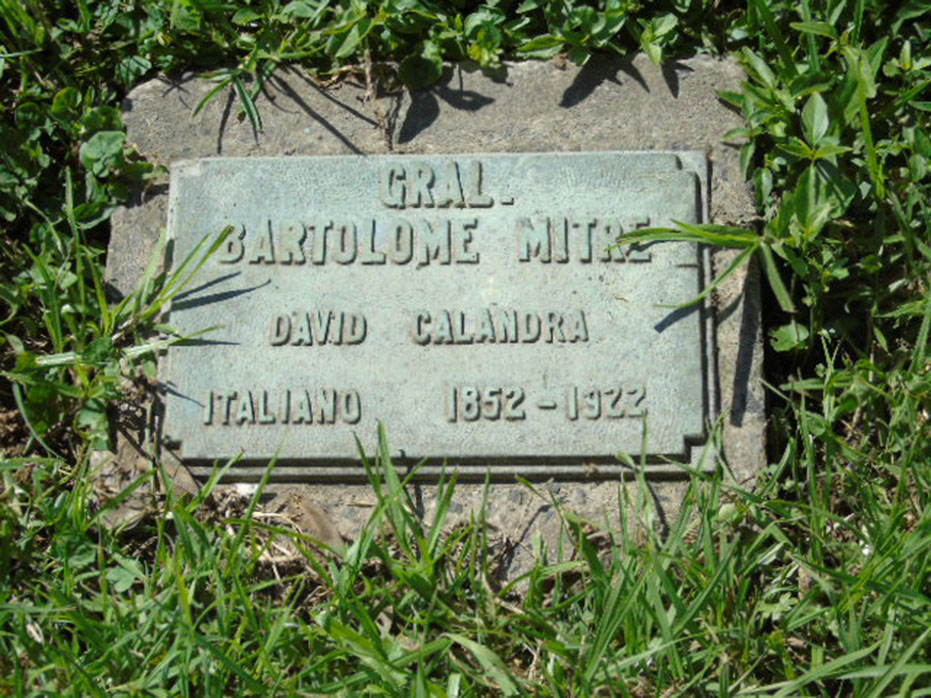 GRAL.
BARTOLOME MITRE
DAVID CALANDRA
ITALIANO 1852-1922